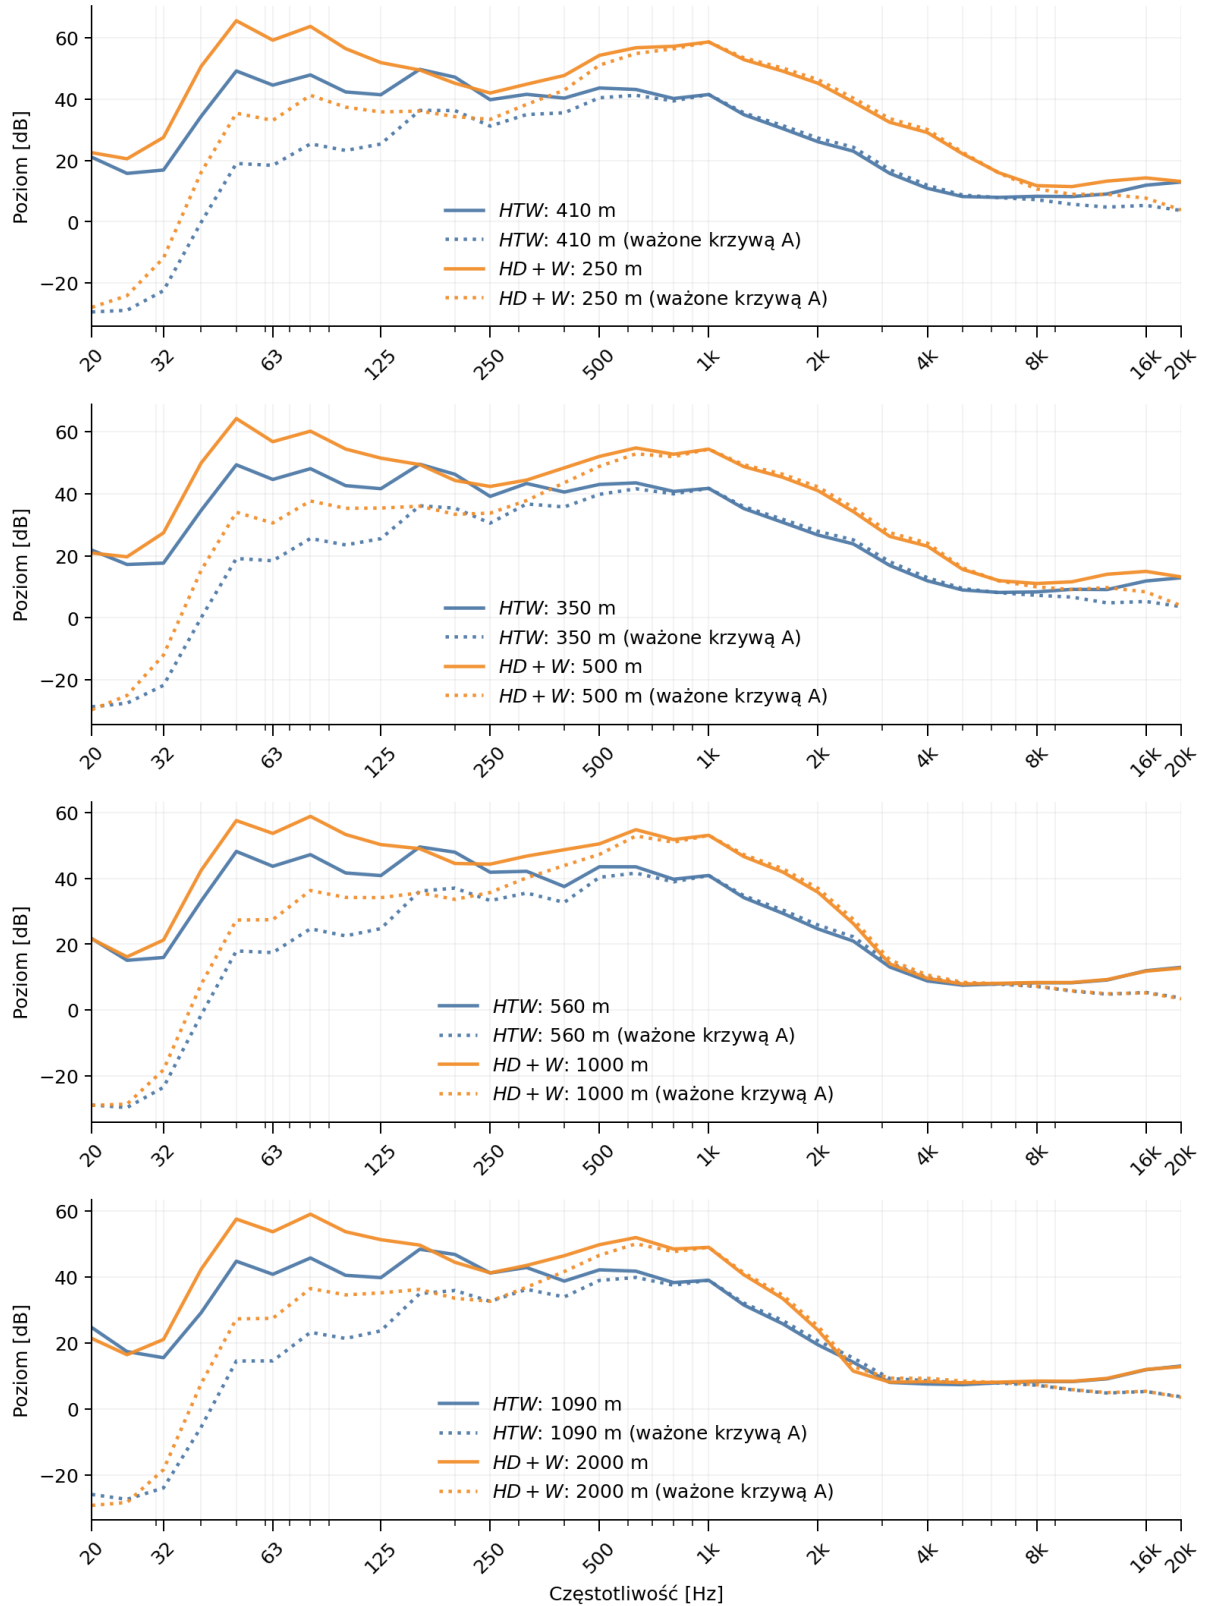 60
40
20
0
−20
Poziom [dB]
HTW: 410 m
HTW: 410 m (ważone krzywą A)
HD + W: 250 m
HD + W: 250 m (ważone krzywą A)
20 32 63 125 250 500 1k 2k 4k 8k 16k 20k
60
40
20
0
−20
Poziom [dB]
HTW: 350 m
HTW: 350 m (ważone krzywą A)
HD + W: 500 m
HD + W: 500 m (ważone krzywą A)
20 32 63 125 250 500 1k 2k 4k 8k 16k 20k
60
40
20
0
−20
Poziom [dB]
HTW: 560 m
HTW: 560 m (ważone krzywą A)
HD + W: 1000 m
HD + W: 1000 m (ważone krzywą A)
20 32 63 125 250 500 1k 2k 4k 8k 16k 20k
60
40
20
0
−20
Poziom [dB]
HTW: 1090 m
HTW: 1090 m (ważone krzywą A)
HD + W: 2000 m
HD + W: 2000 m (ważone krzywą A)
20 32 63 125 250 500 1k 2k 4k 8k 16k 20k
Częstotliwość [Hz]